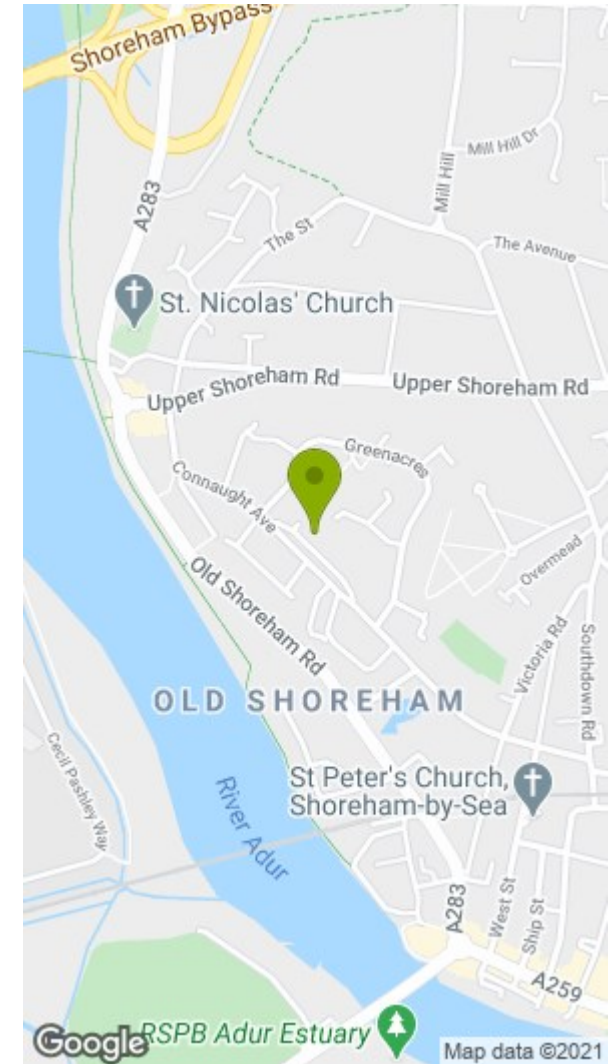 Shoreham Bypass
Mill Hill Dr
Mill Hill
A283
The St
The Avenue
St. Nicolas' Church
Upper Shoreham Rd
Upper Shoreham Rd
Greenacres
Connaught Ave
Overmead
Old Shoreham Rd
Victoria Rd
Southdown Rd
OLD SHOREHAM
Cecil Pashley Way
St Peter's Church,
Shoreham-by-Sea
River Adur
A283
West St
Ship St
A259
RSPB Adur Estuary
Google
Map data ©2021